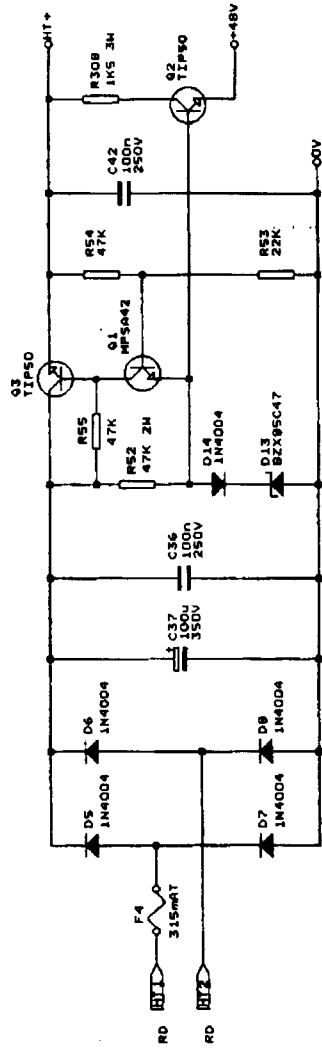 RD
HT1
RD
HT2
F4
315mAT
D5
1N4004
D6
1N4004
D7
1N4004
D8
1N4004
C37
100u
350V
+
C36
100n
250V
R55
47K
R52
47K 2W
D14
1N4004
D13
BZX85C47
Q3
TIP50
Q1
MPSA42
R54
47K
R53
22K
C42
100n
250V
R308
1K5 3W
Q2
TIP50
HT+
+48V
0V